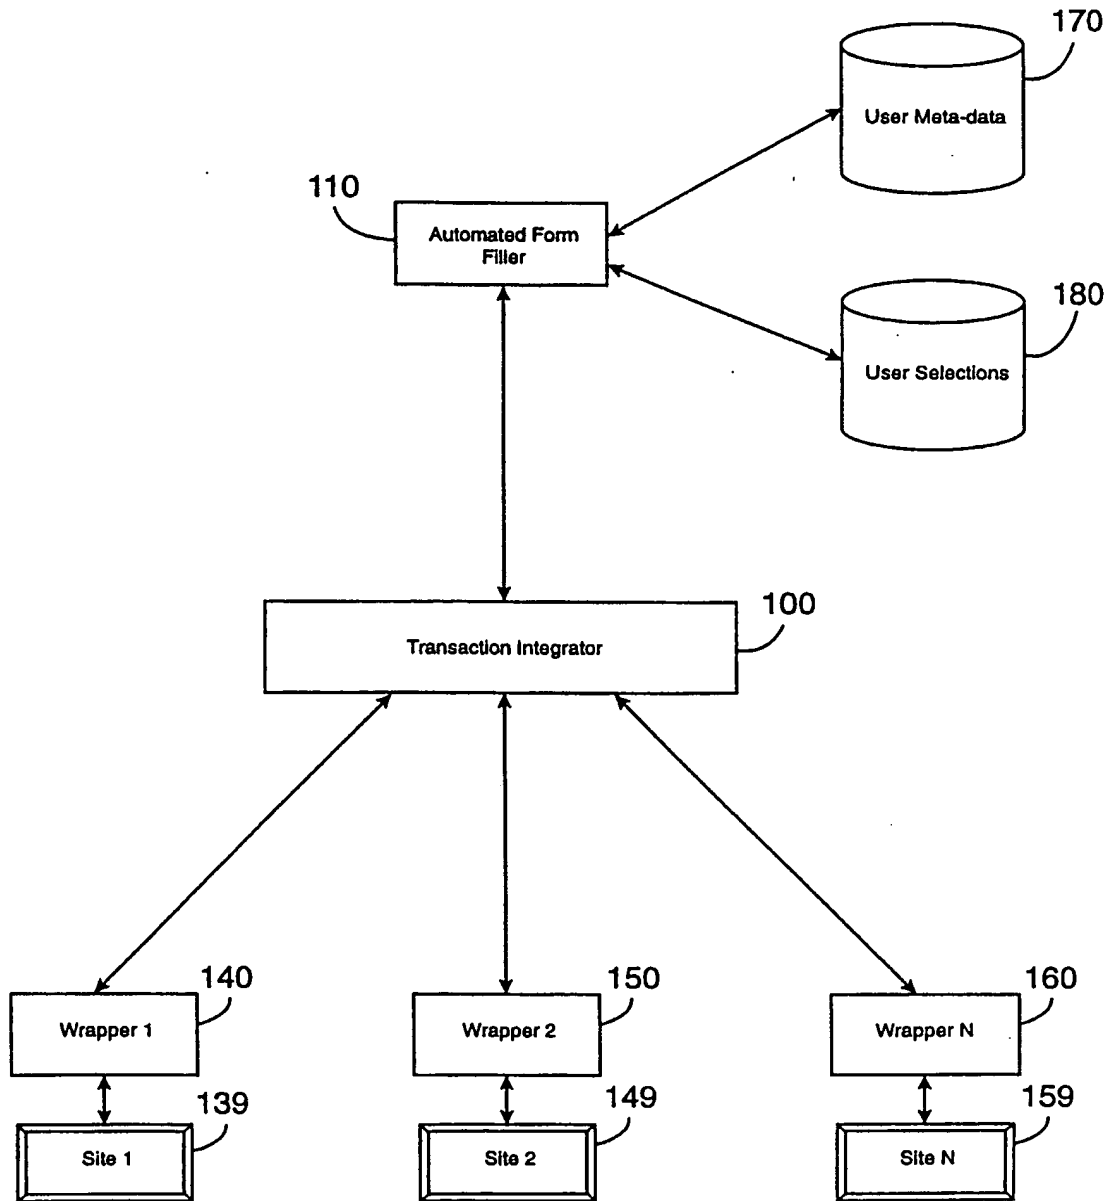 170
User Meta-data
110
Automated Form
Filler
180
User Selections
100
Transaction Integrator
140
Wrapper 1
150
Wrapper 2
160
Wrapper N
139
Site 1
149
Site 2
159
Site N